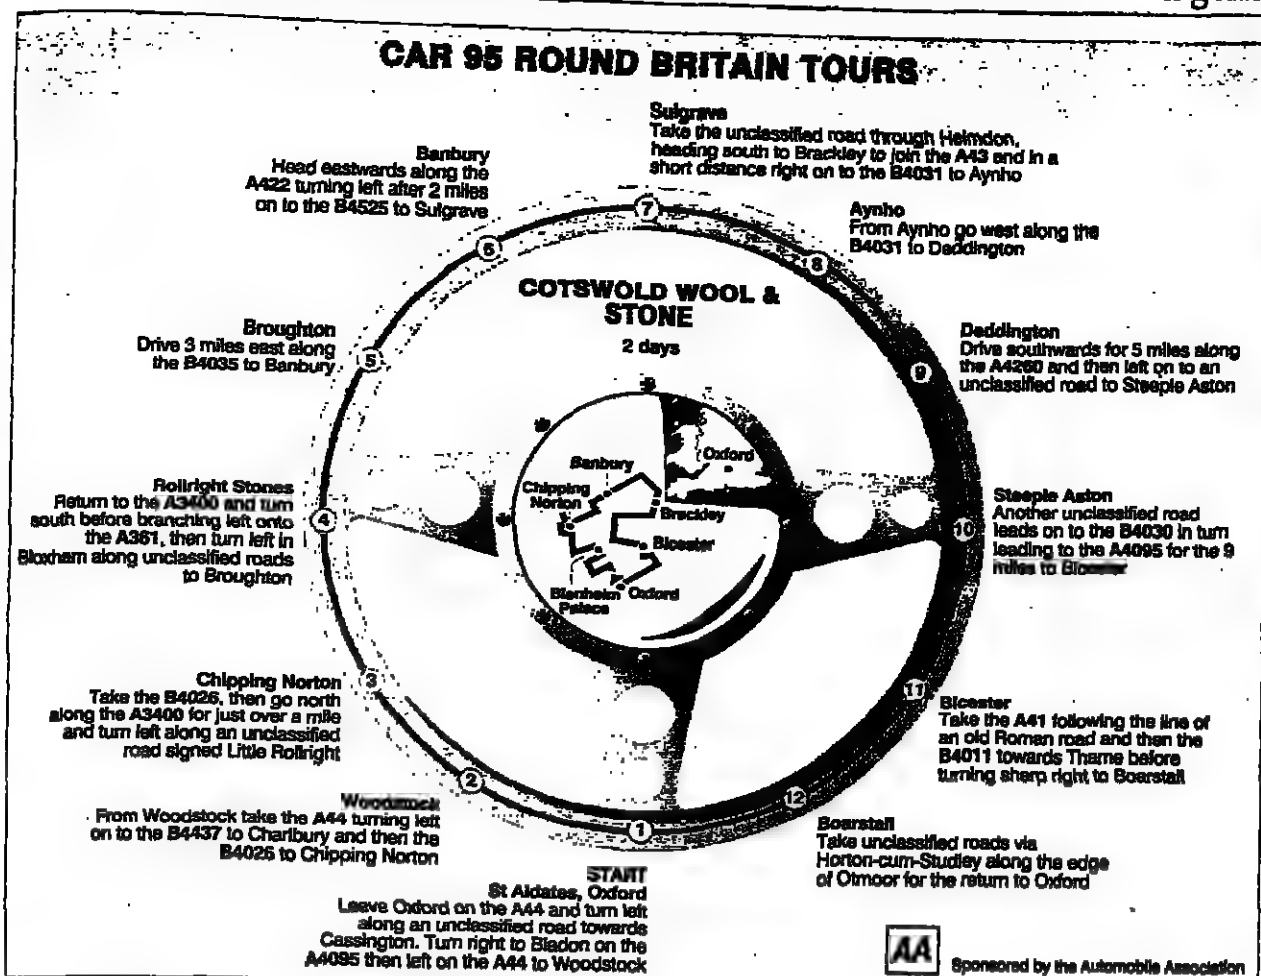 CAR 95 ROUND BRITAIN TOURS
COTSWOLD WOOL &
STONE
2 days
1
START
St Aldates, Oxford
Leave Oxford on the A44 and turn left
along an unclassified road towards
Cassington. Turn right to Bladon on the
A4095 then left on the A44 to Woodstock
2
Woodstock
From Woodstock take the A44 turning left
on to the B4437 to Charlbury and then the
B4026 to Chipping Norton
3
Chipping Norton
Take the B4026, then go north
along the A3400 for just over a mile
and turn left along an unclassified
road signed Little Rollright
4
Rollright Stones
Return to the A3400 and turn
south before branching left onto
the A361, then turn left in
Bloxham along unclassified roads
to Broughton
5
Broughton
Drive 3 miles east along
the B4035 to Banbury
6
Banbury
Head eastwards along the
A422 turning left after 2 miles
on to the B4525 to Sulgrave
7
Sulgrave
Take the unclassified road through Helmdon,
heading south to Brackley to join the A43 and in a
short distance right on to the B4031 to Aynho
8
Aynho
From Aynho go west along the
B4031 to Deddington
9
Deddington
Drive southwards for 5 miles along
the A4260 and then left on to an
unclassified road to Steeple Aston
10
Steeple Aston
Another unclassified road
leads on to the B4030 in turn
leading to the A4095 for the 9
miles to Bicester
11
Bicester
Take the A41 following the line of
an old Roman road and then the
B4011 towards Thame before
turning sharp right to Boarstall
12
Boarstall
Take unclassified roads via
Horton-cum-Studley along the edge
of Otmoor for the return to Oxford
Oxford
Banbury
Chipping
Norton
Brackley
Bicester
Blenheim
Palace
Oxford
AA
Sponsored by the Automobile Association